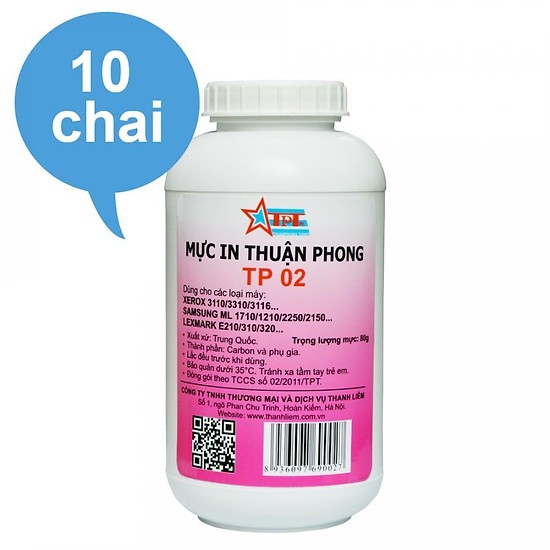 10
chai
TPT
MỰC IN THUẬN PHONG
TP 02
Dùng cho các loại máy:
XEROX 3110/3310/3116...
SAMSUNG ML 1710/1210/2250/2150...
LEXMARK E210/310/320...
• Xuất xứ: Trung Quốc. Trọng lượng mực: 80g
• Thành phần: Carbon và phụ gia.
• Lắc đều trước khi dùng.
• Bảo quản dưới 35°C. Tránh xa tầm tay trẻ em.
• Đóng gói theo TCCS số 02/2011/TPT.
CÔNG TY TNHH THƯƠNG MẠI VÀ DỊCH VỤ THANH LIÊM
Số 1, ngõ Phan Chu Trinh, Hoàn Kiếm, Hà Nội.
Website: www.thanhliem.com.vn
8 936097 690027